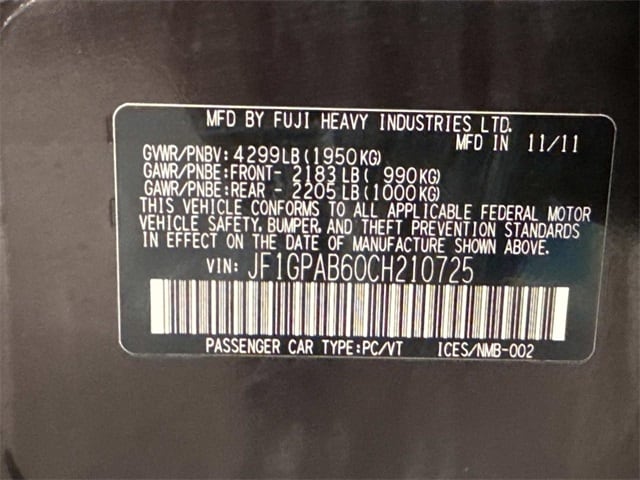 MFD BY FUJI HEAVY INDUSTRIES LTD.
MFD IN 11/11
GVWR/PNBV: 4299LB(1950KG)
GAWR/PNBE:FRONT- 2183LB( 990KG)
GAWR/PNBE:REAR - 2205LB(1000KG)
THIS VEHICLE CONFORMS TO ALL APPLICABLE FEDERAL MOTOR
VEHICLE SAFETY, BUMPER, AND THEFT PREVENTION STANDARDS
IN EFFECT ON THE DATE OF MANUFACTURE SHOWN ABOVE.
VIN: JF1GPAB60CH210725
PASSENGER CAR TYPE:PC/VT ICES/NMB-002